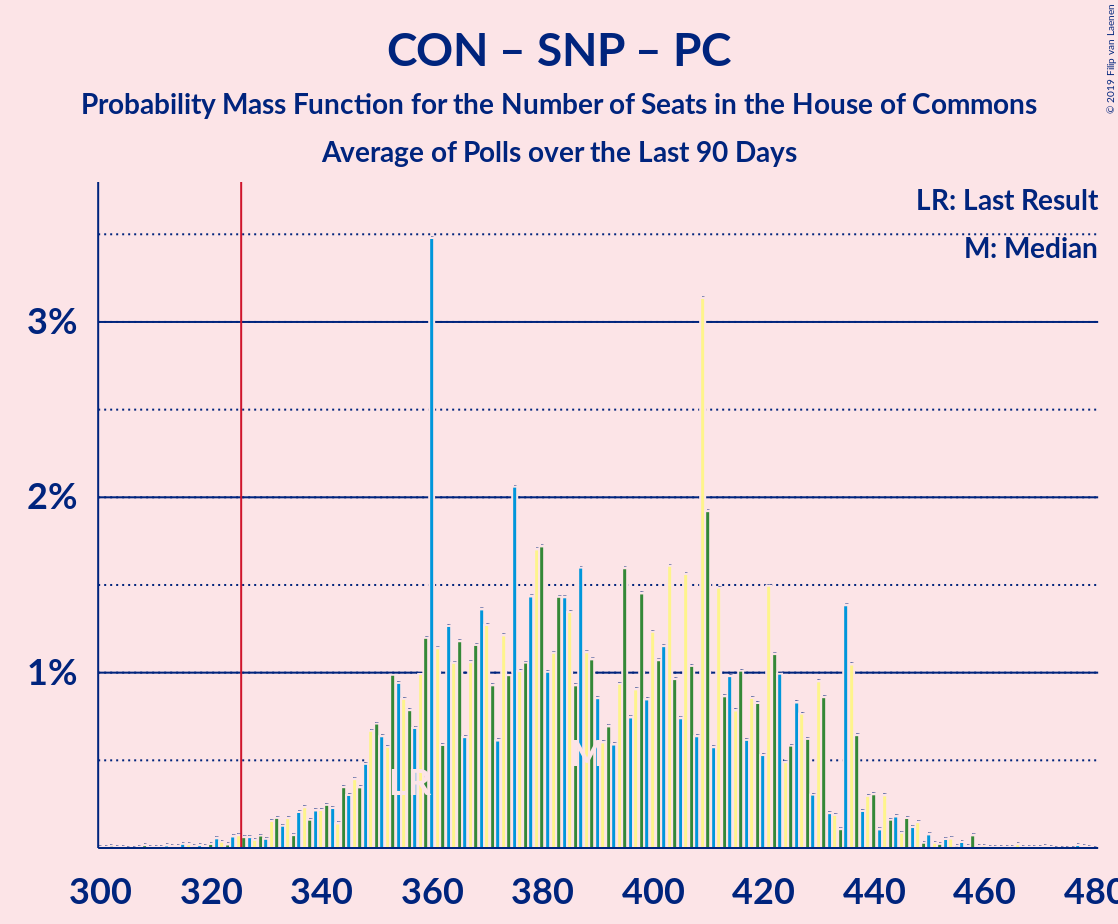 CON – SNP – PC
Probability Mass Function for the Number of Seats in the House of Commons
Average of Polls over the Last 90 Days
© 2019 Filip van Laenen
LR: Last Result
M: Median
3%
2%
1%
LR
M
300 320 340 360 380 400 420 440 460 480